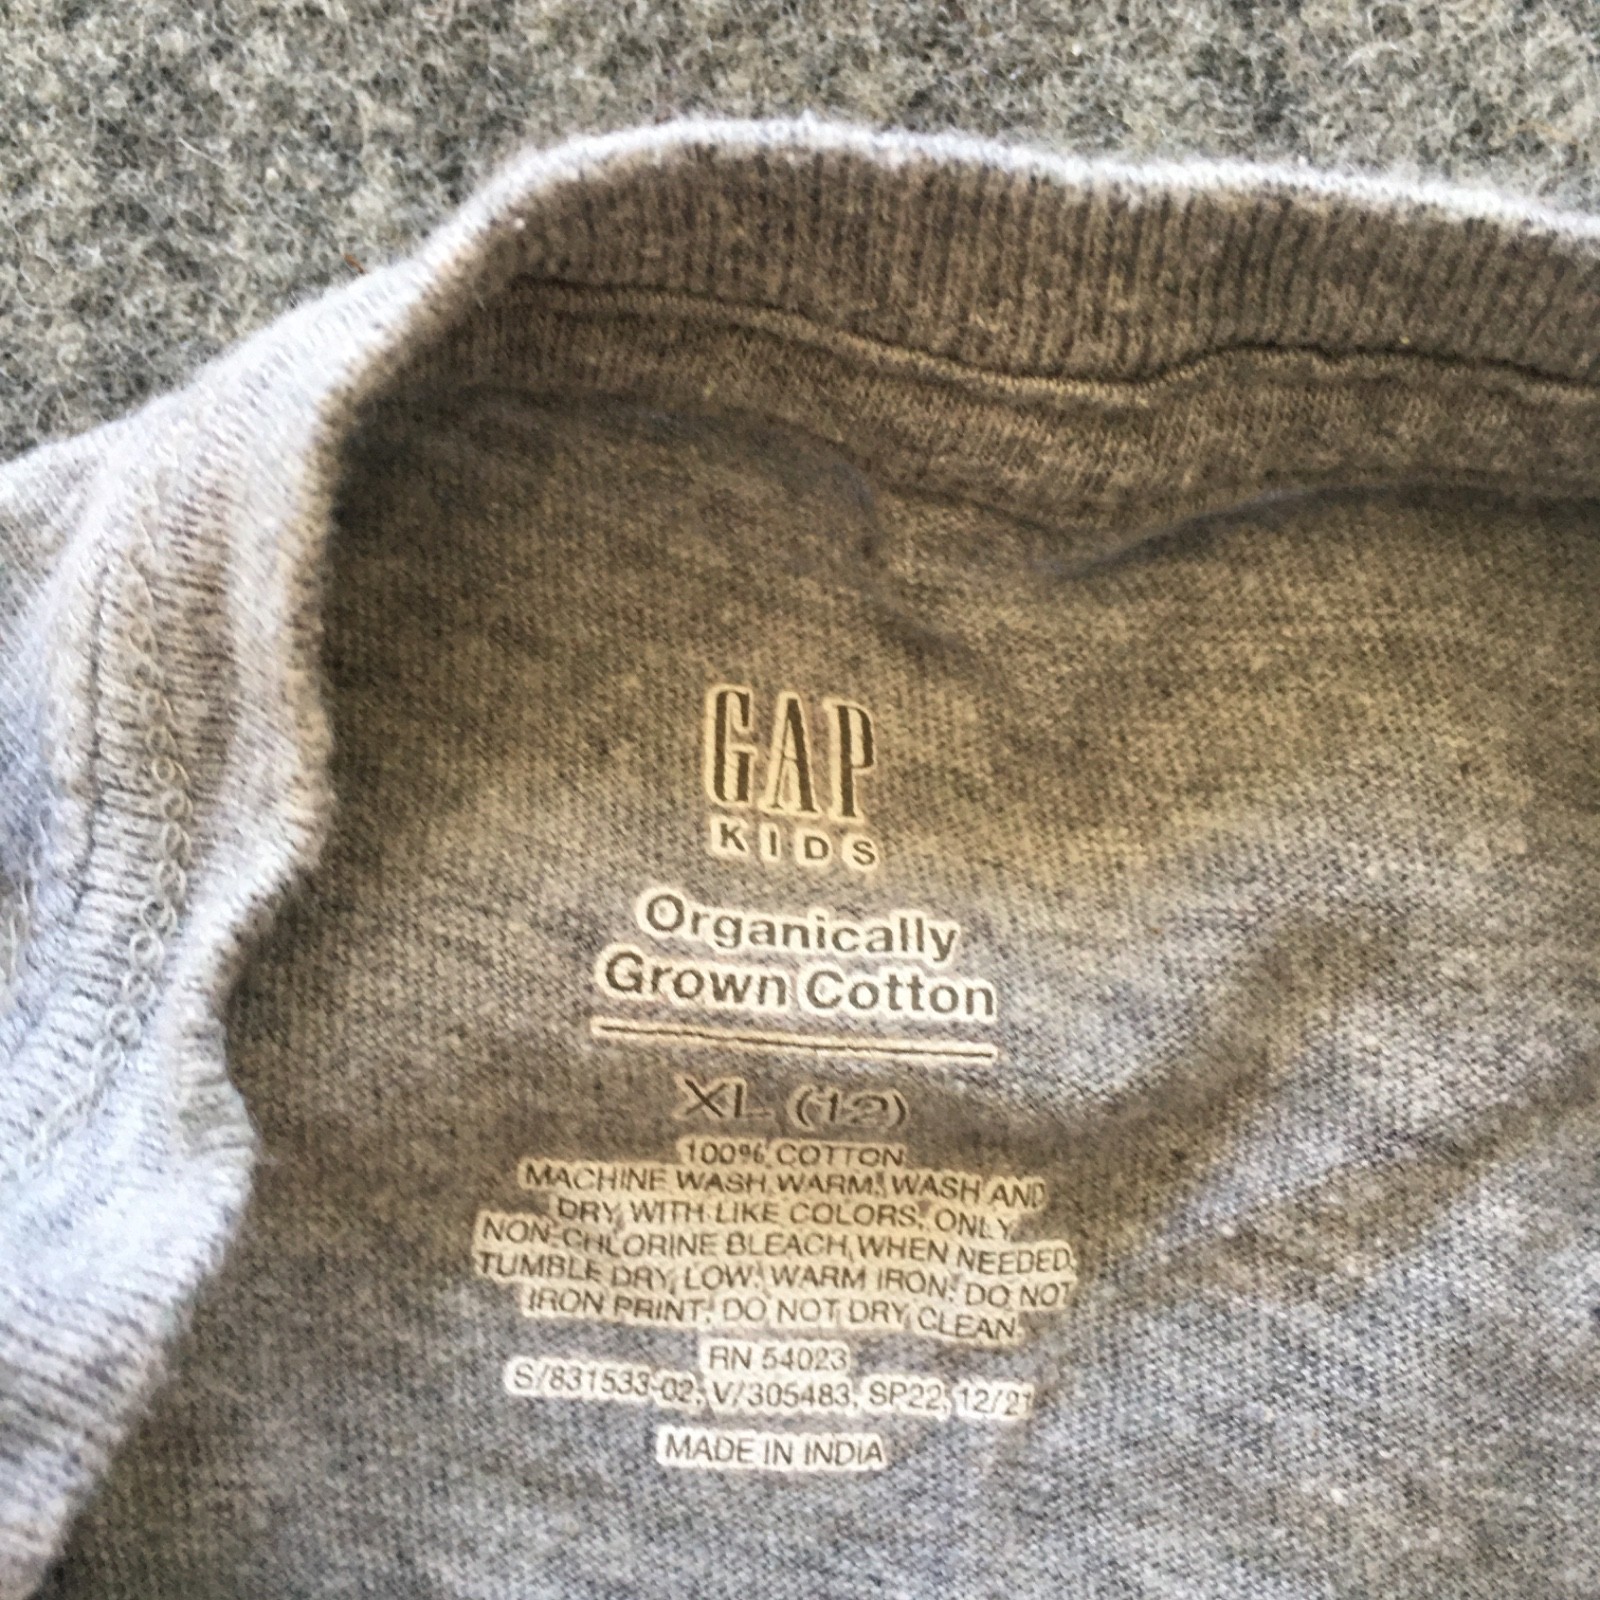 GAP
KIDS
Organically
Grown Cotton
XL (12)
100% COTTON
MACHINE WASH WARM. WASH AND
DRY WITH LIKE COLORS. ONLY
NON-CHLORINE BLEACH WHEN NEEDED.
TUMBLE DRY LOW. WARM IRON. DO NOT
IRON PRINT. DO NOT DRY CLEAN.
RN 54023
S/831533-02, V/305483, SP22, 12/21
MADE IN INDIA